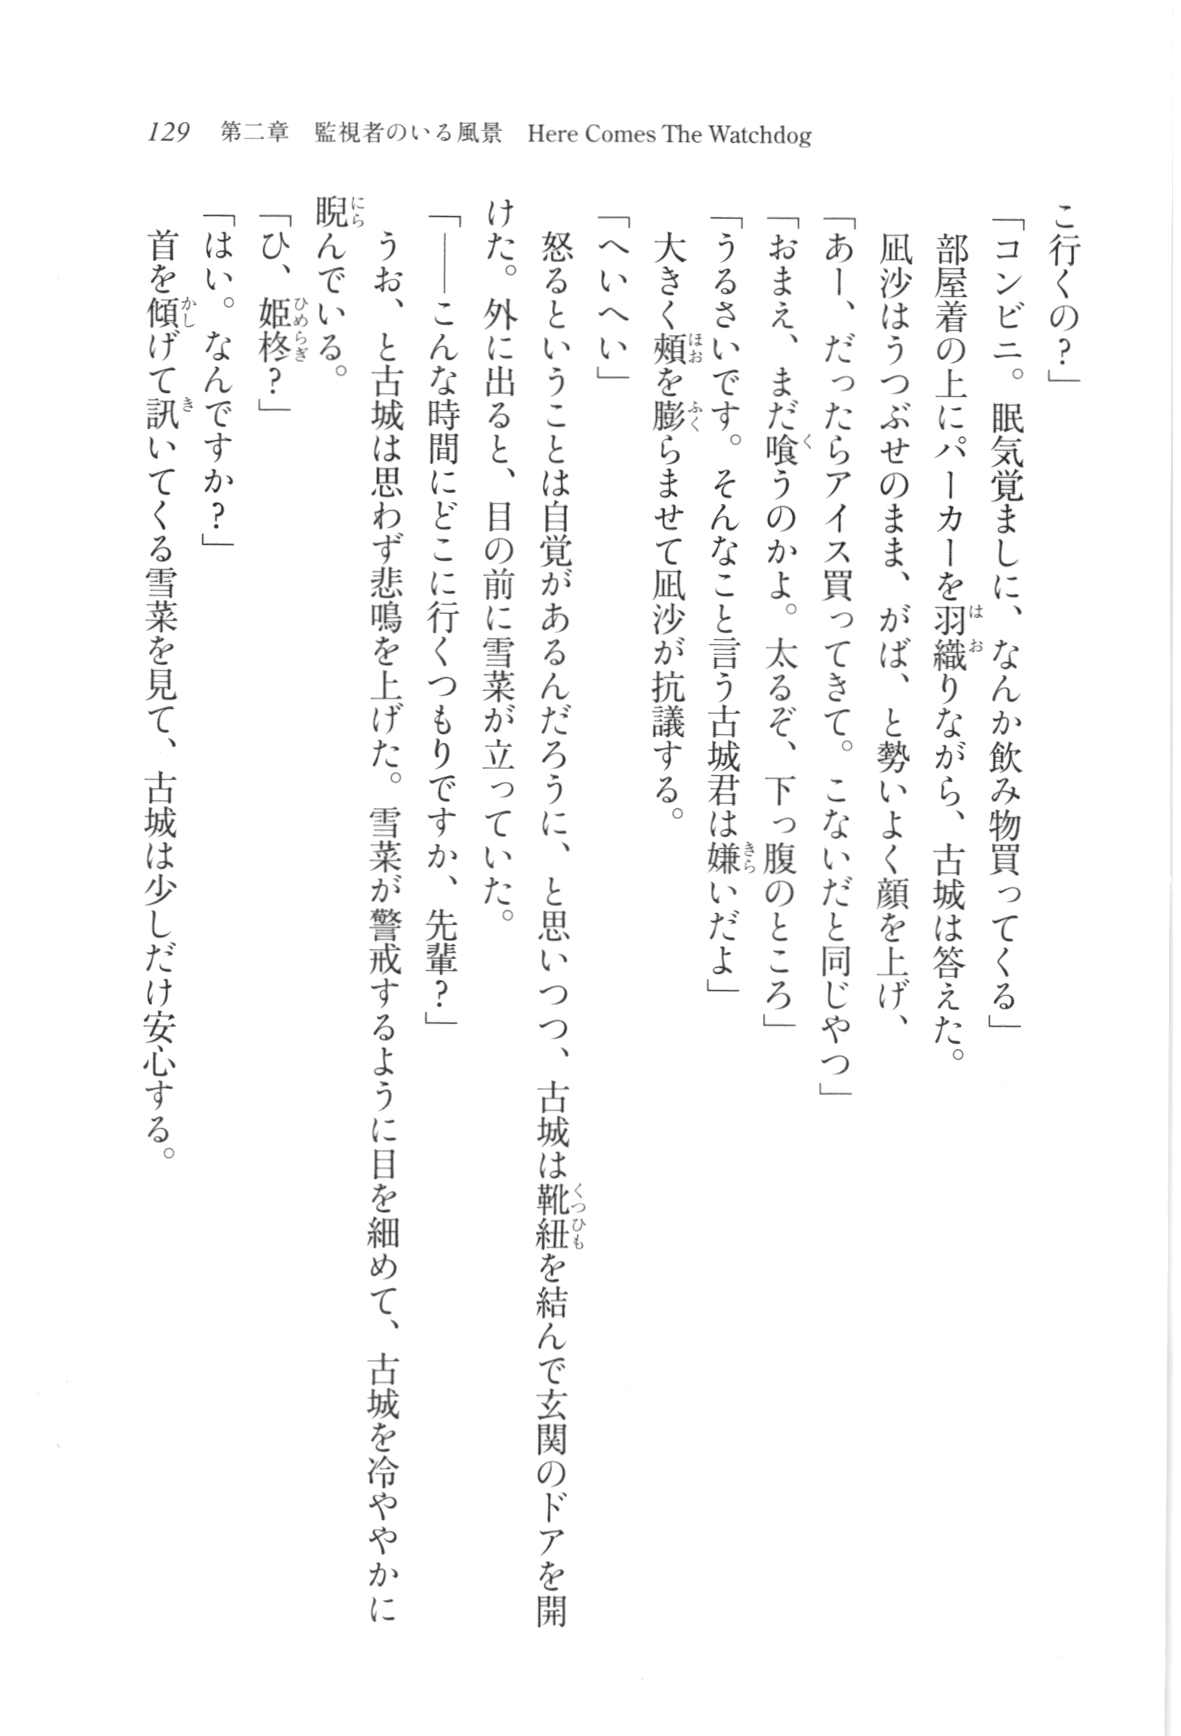 129　第二章　監視者のいる風景　Here Comes The Watchdog
こ行くの？」
「コンビニ。眠気覚ましに、なんか飲み物買ってくる」
部屋着の上にパーカーを羽織りながら、古城は答えた。
凪沙はうつぶせのまま、がば、と勢いよく顔を上げ、
「あー、だったらアイス買ってきて。こないだと同じやつ」
「おまえ、まだ喰うのかよ。太るぞ、下っ腹のところ」
「うるさいです。そんなこと言う古城君は嫌いだよ」
大きく頰を膨らませて凪沙が抗議する。
「へいへい」
怒るということは自覚があるんだろうに、と思いつつ、古城は靴紐を結んで玄関のドアを開
けた。外に出ると、目の前に雪菜が立っていた。
「――こんな時間にどこに行くつもりですか、先輩？」
うお、と古城は思わず悲鳴を上げた。雪菜が警戒するように目を細めて、古城を冷ややかに
睨んでいる。
「ひ、姫柊？」
「はい。なんですか？」
首を傾げて訊いてくる雪菜を見て、古城は少しだけ安心する。